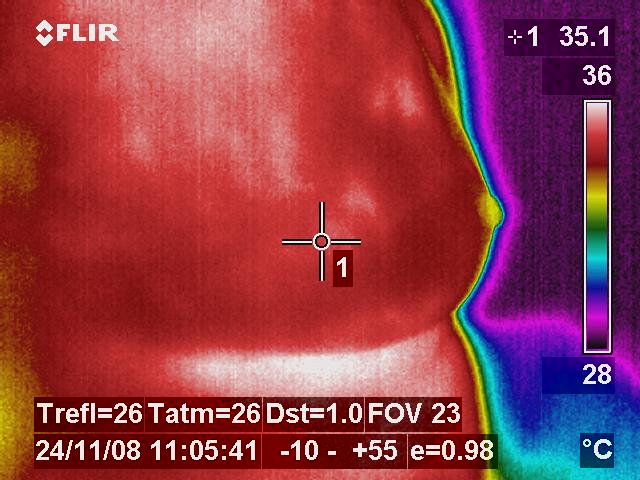 FLIR
1 35.1
36
1
28
Trefl=26 Tatm=26 Dst=1.0 FOV 23
24/11/08 11:05:41 -10 - +55 e=0.98 °C